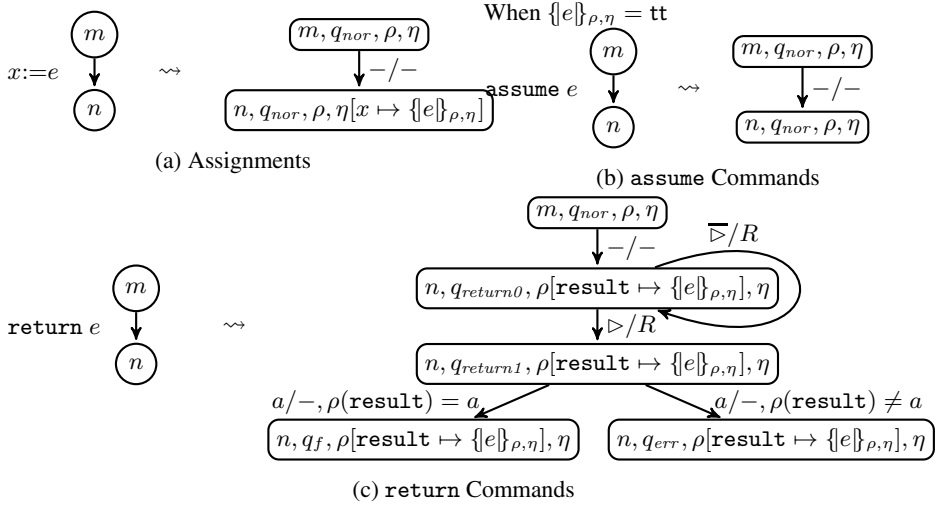 When {|e|}ρ,η = tt
m
x:=e
n
⇝
m, q_nor, ρ, η
−/−
n, q_nor, ρ, η[x ↦ {|e|}ρ,η]
(a) Assignments
m
assume e
n
⇝
m, q_nor, ρ, η
−/−
n, q_nor, ρ, η
(b) assume Commands
m
return e
n
⇝
m, q_nor, ρ, η
−/−
▷̅/R
n, q_return0, ρ[result ↦ {|e|}ρ,η], η
▷/R
n, q_return1, ρ[result ↦ {|e|}ρ,η], η
a/−, ρ(result) = a
a/−, ρ(result) ≠ a
n, q_f, ρ[result ↦ {|e|}ρ,η], η
n, q_err, ρ[result ↦ {|e|}ρ,η], η
(c) return Commands